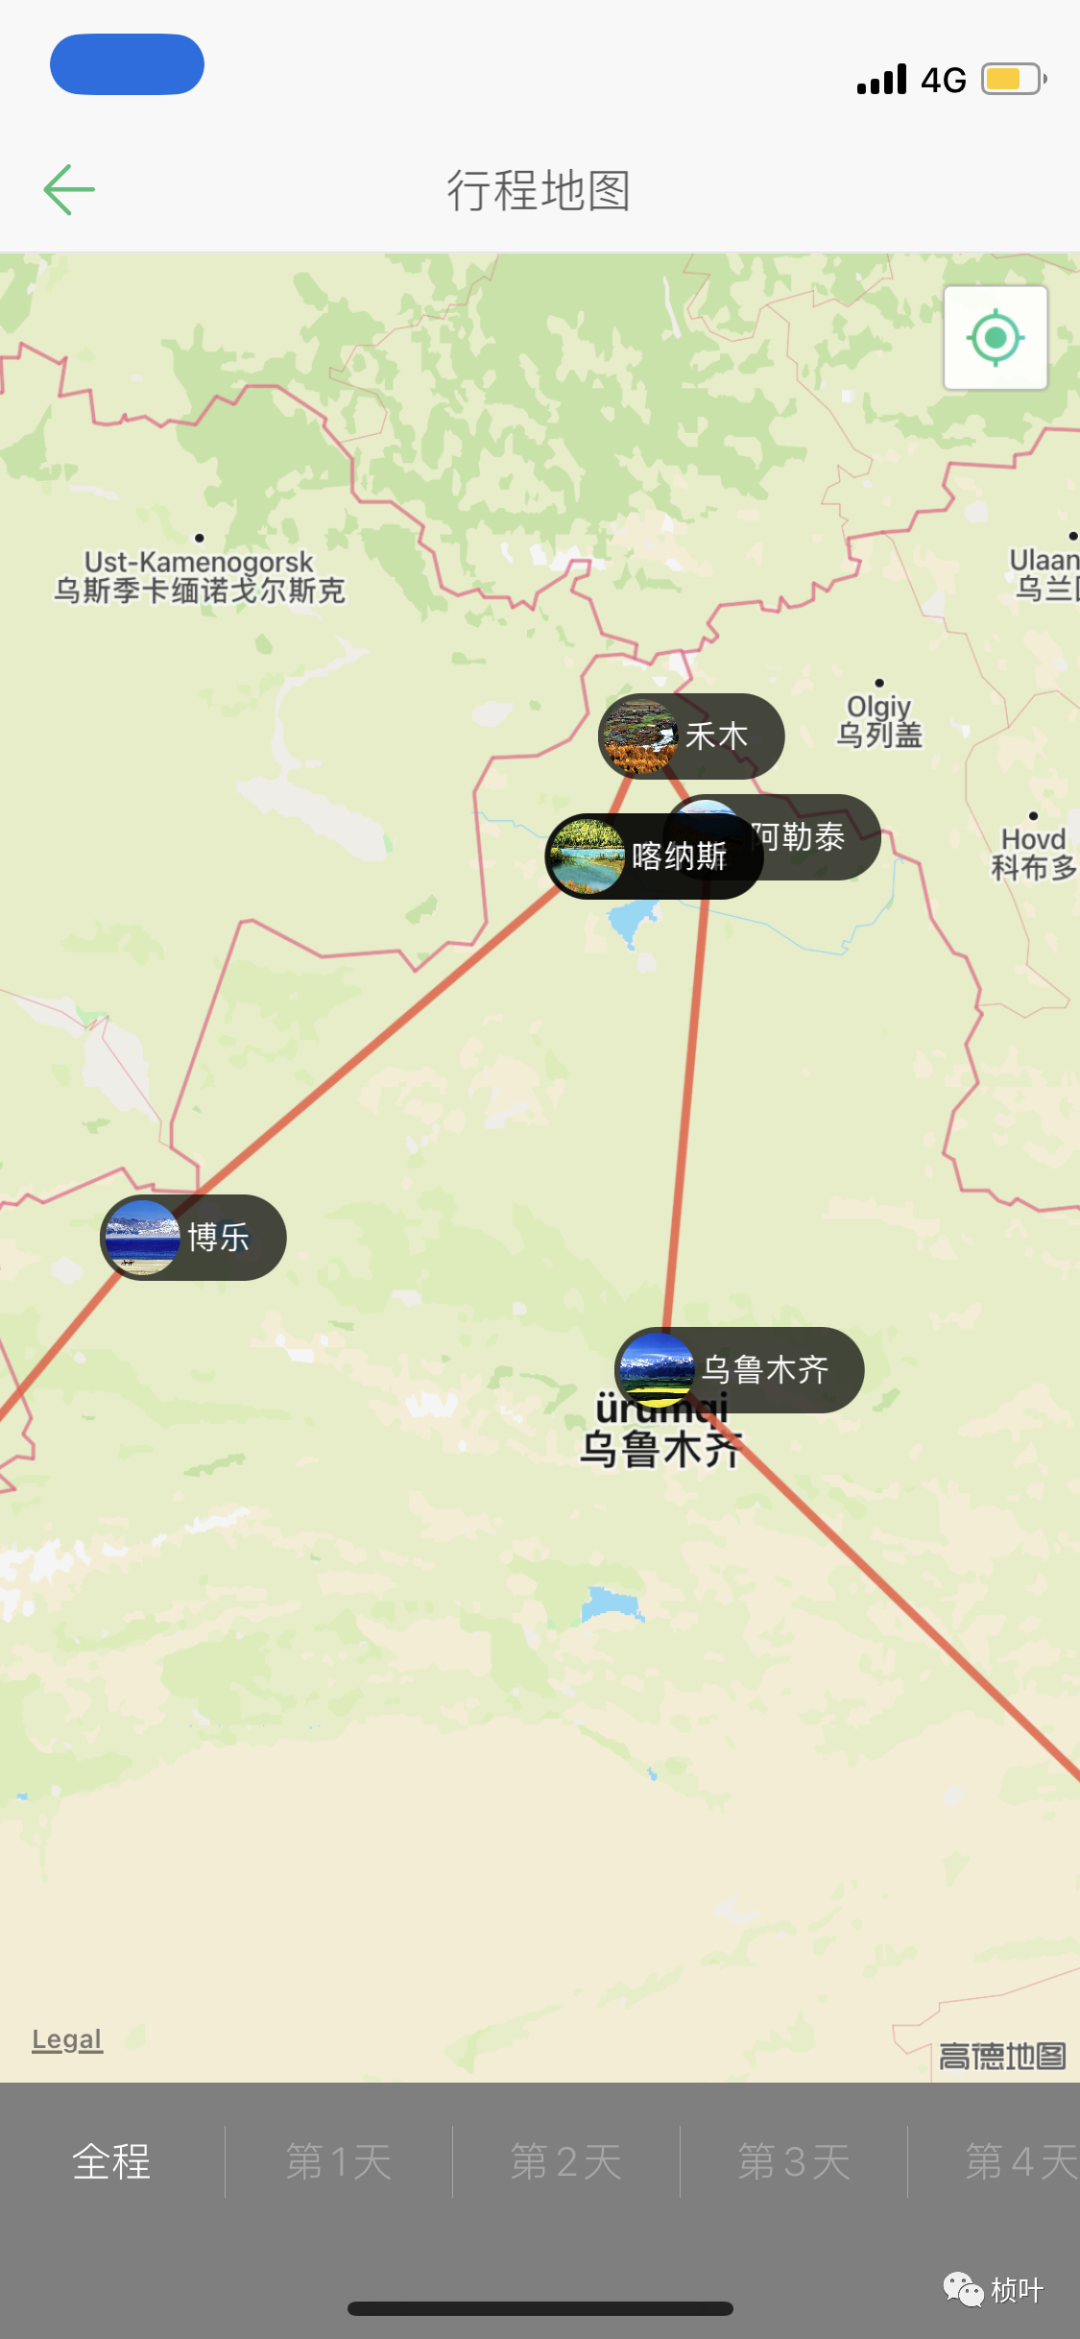 4G
行程地图
Ust-Kamenogorsk
乌斯季卡缅诺戈尔斯克
Ulaan
乌兰
Olgiy
乌列盖
禾木
阿勒泰
喀纳斯
Hovd
科布多
博乐
乌鲁木齐
ürümqi
乌鲁木齐
Legal
高德地图
全程
第1天
第2天
第3天
第4天
桢叶